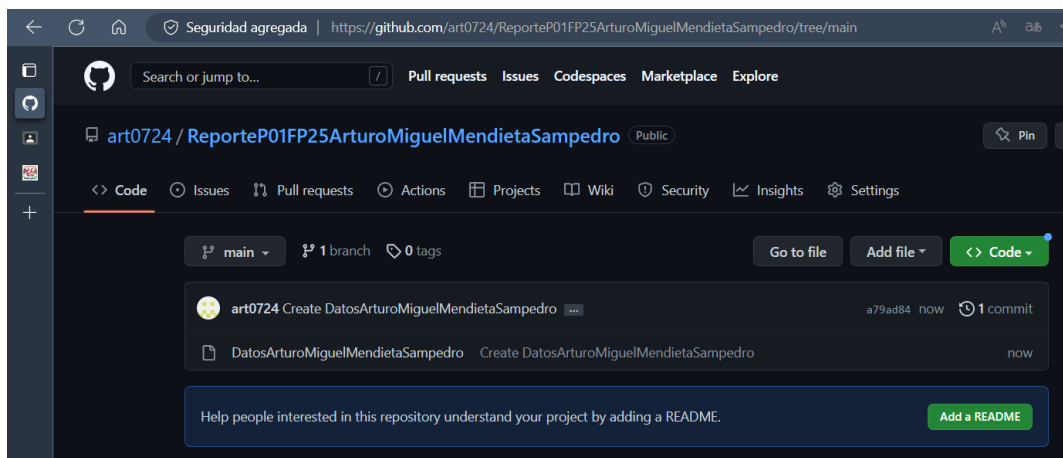 Seguridad agregada | https://github.com/art0724/ReporteP01FP25ArturoMiguelMendietaSampedro/tree/main
Search or jump to... / Pull requests Issues Codespaces Marketplace Explore
art0724 / ReporteP01FP25ArturoMiguelMendietaSampedro Public Pin
<> Code Issues Pull requests Actions Projects Wiki Security Insights Settings
main 1 branch 0 tags Go to file Add file <> Code
art0724 Create DatosArturoMiguelMendietaSampedro ... a79ad84 now 1 commit
DatosArturoMiguelMendietaSampedro Create DatosArturoMiguelMendietaSampedro now
Help people interested in this repository understand your project by adding a README. Add a README